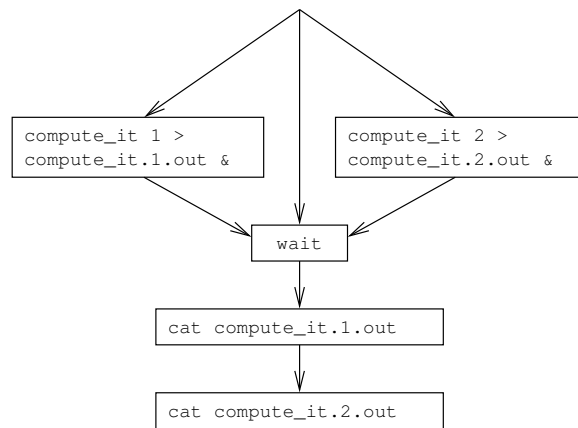 compute_it 1 >
compute_it.1.out &
compute_it 2 >
compute_it.2.out &
wait
cat compute_it.1.out
cat compute_it.2.out